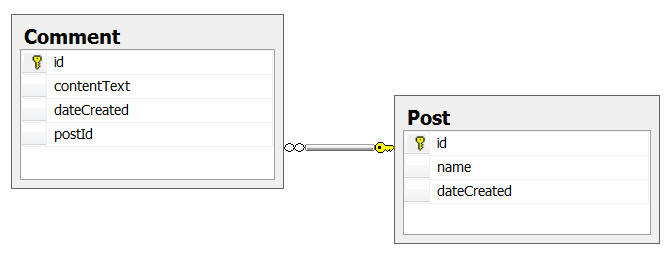 Comment
id
contentText
dateCreated
postId
Post
id
name
dateCreated